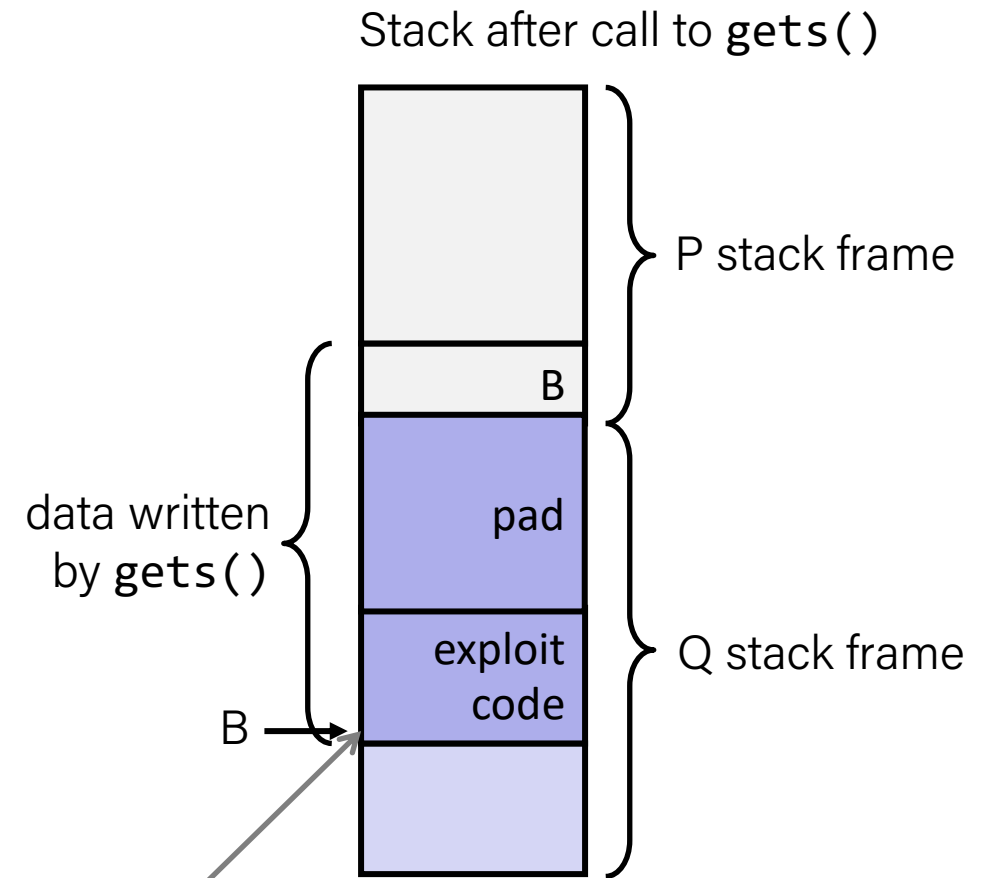 Stack after call to gets()
P stack frame
B
pad
data written
by gets()
exploit
code
Q stack frame
B